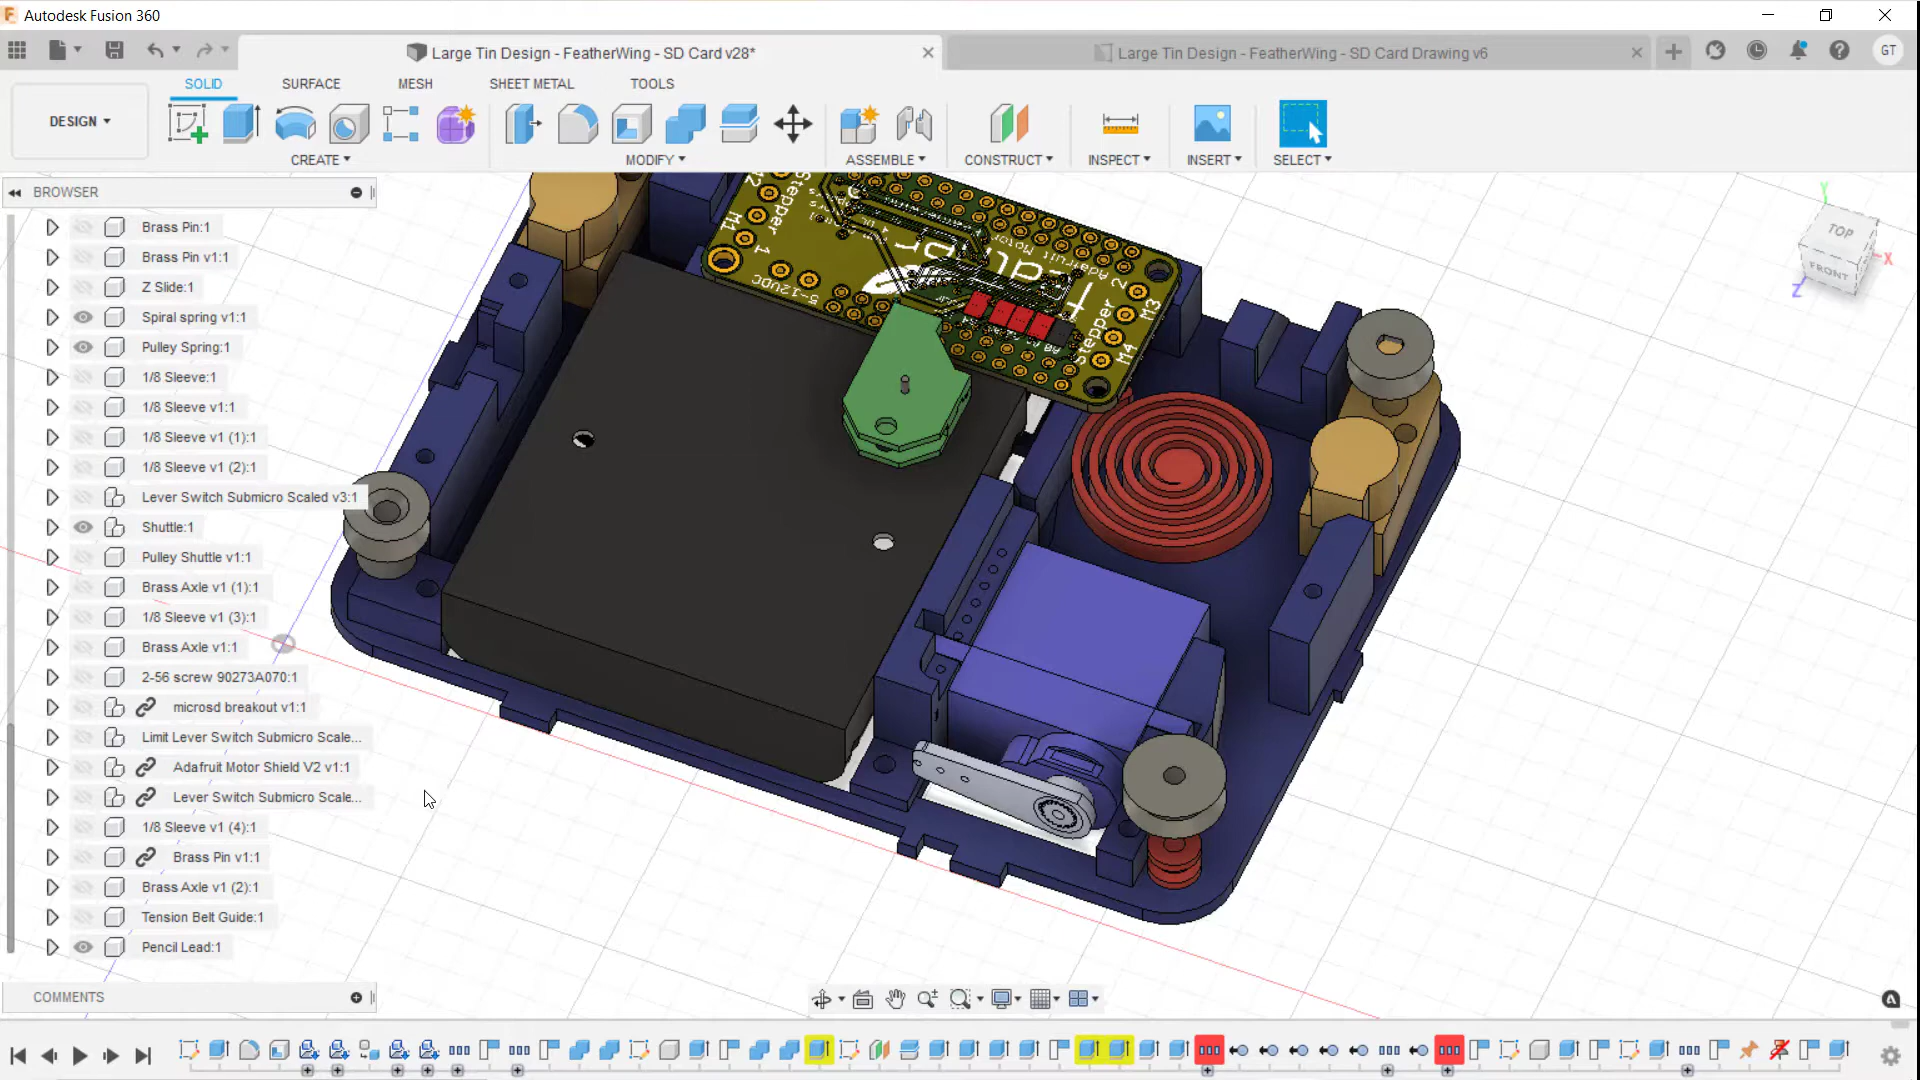 Autodesk Fusion 360
Large Tin Design - FeatherWing - SD Card v28*
Large Tin Design - FeatherWing - SD Card Drawing v6
GT
DESIGN
SOLID
SURFACE
MESH
SHEET METAL
TOOLS
CREATE
MODIFY
ASSEMBLE
CONSTRUCT
INSPECT
INSERT
SELECT
BROWSER
Brass Pin:1
Brass Pin v1:1
Z Slide:1
Spiral spring v1:1
Pulley Spring:1
1/8 Sleeve:1
1/8 Sleeve v1:1
1/8 Sleeve v1 (1):1
1/8 Sleeve v1 (2):1
Lever Switch Submicro Scaled v3:1
Shuttle:1
Pulley Shuttle v1:1
Brass Axle v1 (1):1
1/8 Sleeve v1 (3):1
Brass Axle v1:1
2-56 screw 90273A070:1
microsd breakout v1:1
Limit Lever Switch Submicro Scale...
Adafruit Motor Shield V2 v1:1
Lever Switch Submicro Scale...
1/8 Sleeve v1 (4):1
Brass Pin v1:1
Brass Axle v1 (2):1
Tension Belt Guide:1
Pencil Lead:1
COMMENTS
M2
Stepper 1
M1
5-12VDC
Adafruit
Motor
Stepper 2
M3
M4
Y
TOP
FRONT
X
Z